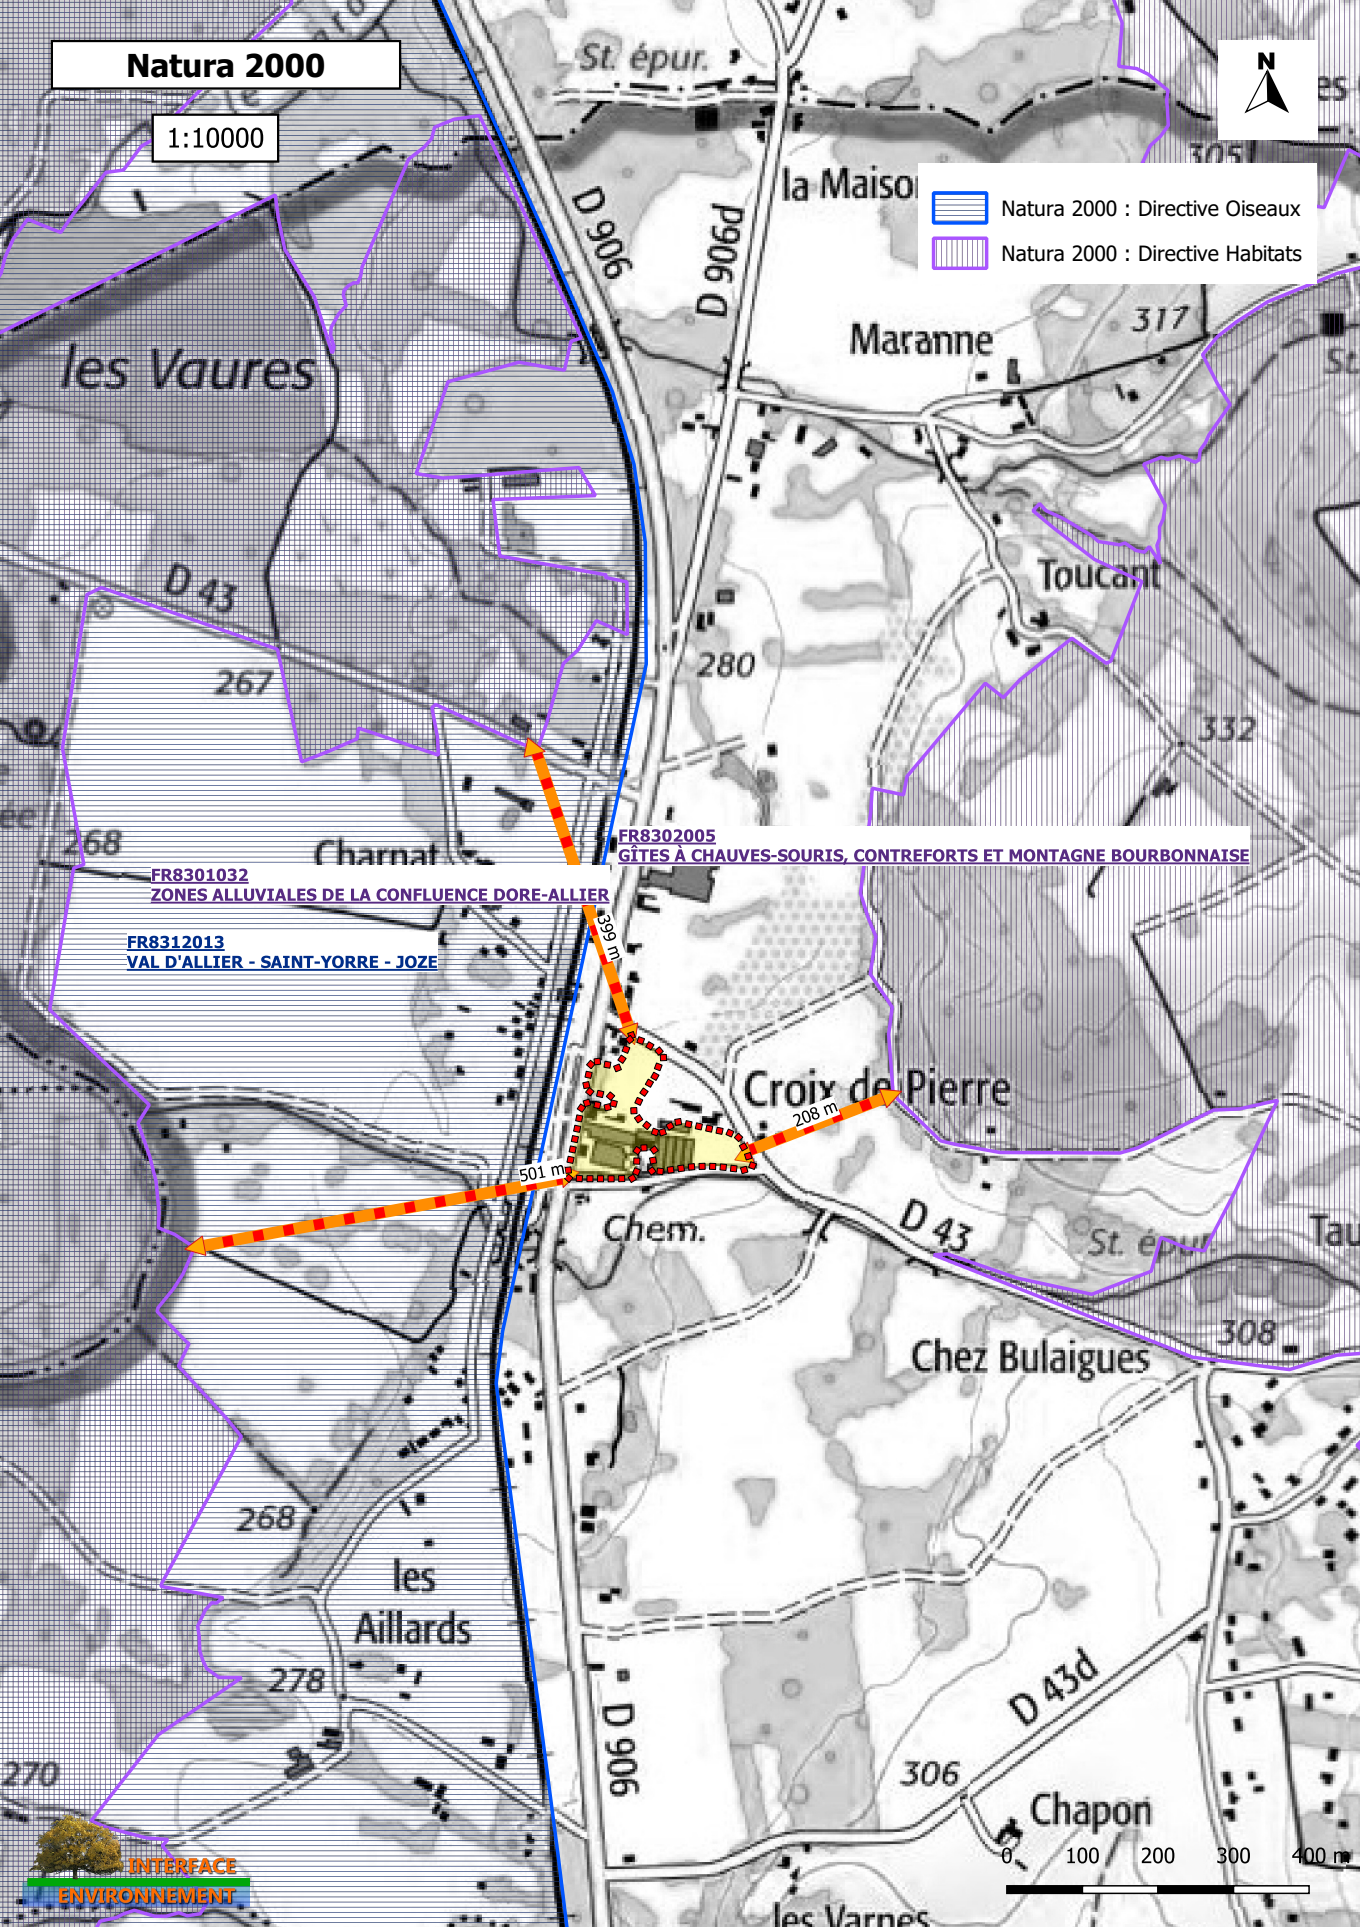 Natura 2000
1:10000
N
St. épur.
305
la Maison
D 906
D 906d
Natura 2000 : Directive Oiseaux
Natura 2000 : Directive Habitats
317
Maranne
les Vaures
St.
Toucant
D 43
267
280
332
268
Charnat
FR8302005
GÎTES À CHAUVES-SOURIS, CONTREFORTS ET MONTAGNE BOURBONNAISE
FR8301032
ZONES ALLUVIALES DE LA CONFLUENCE DORE-ALLIER
399 m
FR8312013
VAL D'ALLIER - SAINT-YORRE - JOZE
Croix de Pierre
208 m
501 m
Chem.
D 43
St. épur.
Tau
308
Chez Bulaigues
268
les
Aillards
278
D 43d
D 906
270
306
Chapon
0 100 200 300 400 m
INTERFACE
ENVIRONNEMENT
les Varnes